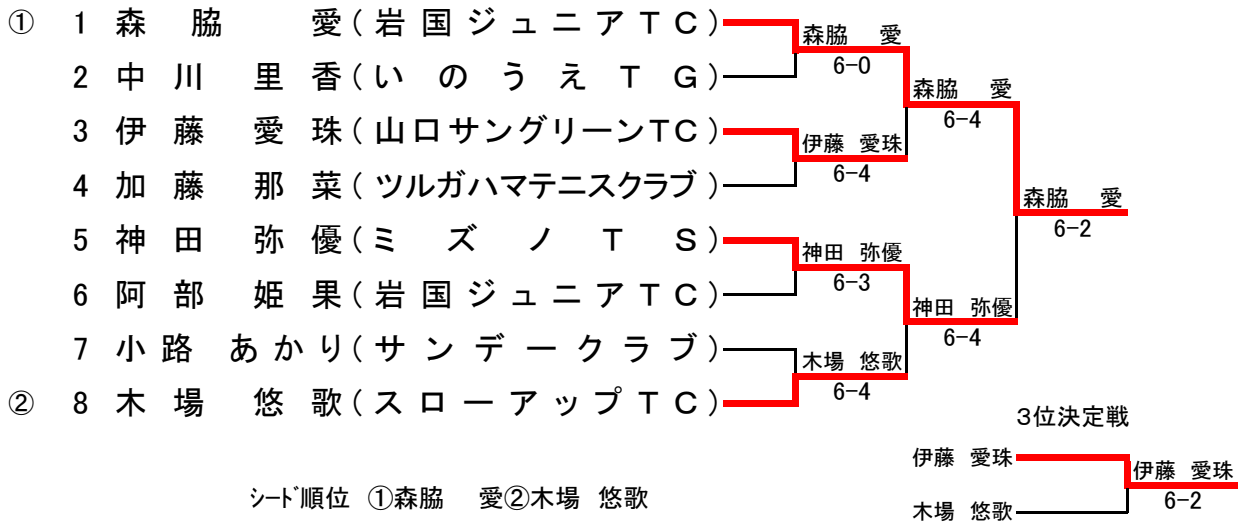 ① 1 森 脇 愛(岩国ジュニアTC)
森脇 愛
6-0
2 中 川 里 香(いのうえTG)
森脇 愛
6-4
3 伊 藤 愛 珠(山口サングリーンTC)
伊藤 愛珠
6-4
4 加 藤 那 菜(ツルガハマテニスクラブ)
森脇 愛
6-2
5 神 田 弥 優(ミズノTS)
神田 弥優
6-3
6 阿 部 姫 果(岩国ジュニアTC)
神田 弥優
6-4
7 小 路 あかり(サンデークラブ)
木場 悠歌
6-4
② 8 木 場 悠 歌(スローアップTC)
3位決定戦
伊藤 愛珠
伊藤 愛珠
6-2
木場 悠歌
シード順位 ①森脇 愛②木場 悠歌